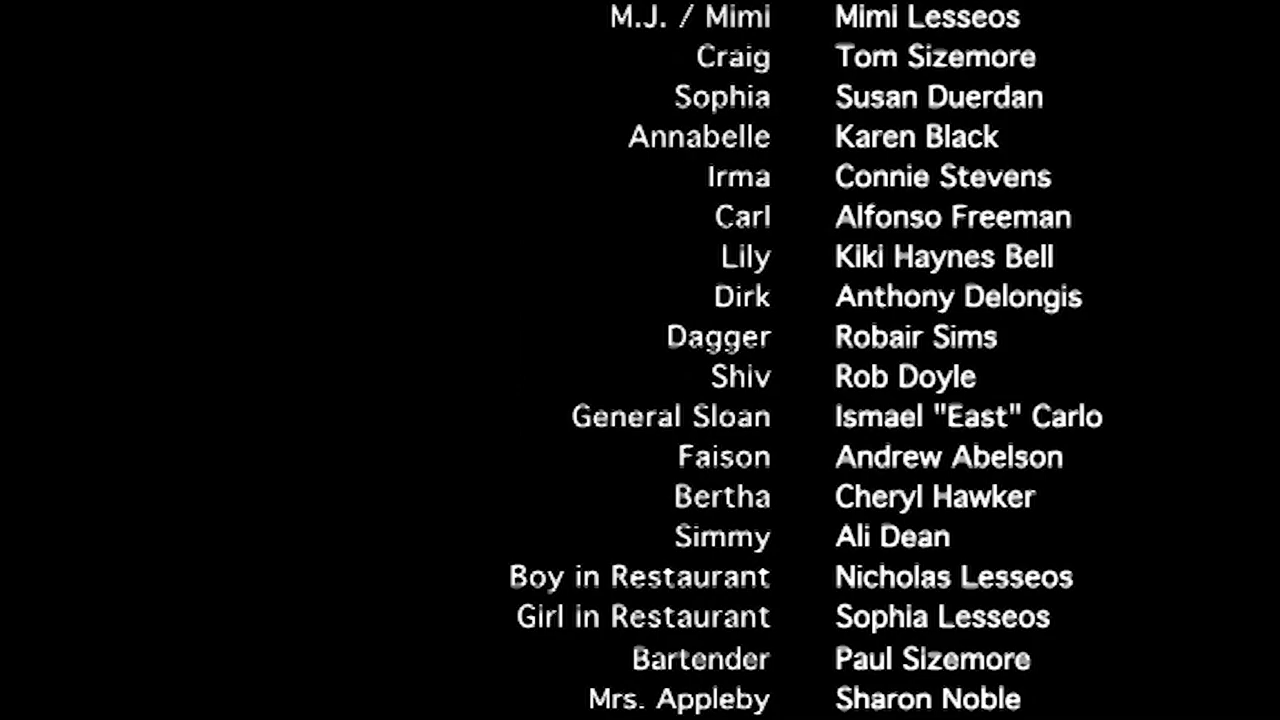 M.J. / Mimi Mimi Lesseos
Craig Tom Sizemore
Sophia Susan Duerdan
Annabelle Karen Black
Irma Connie Stevens
Carl Alfonso Freeman
Lily Kiki Haynes Bell
Dirk Anthony Delongis
Dagger Robair Sims
Shiv Rob Doyle
General Sloan Ismael "East" Carlo
Faison Andrew Abelson
Bertha Cheryl Hawker
Simmy Ali Dean
Boy in Restaurant Nicholas Lesseos
Girl in Restaurant Sophia Lesseos
Bartender Paul Sizemore
Mrs. Appleby Sharon Noble